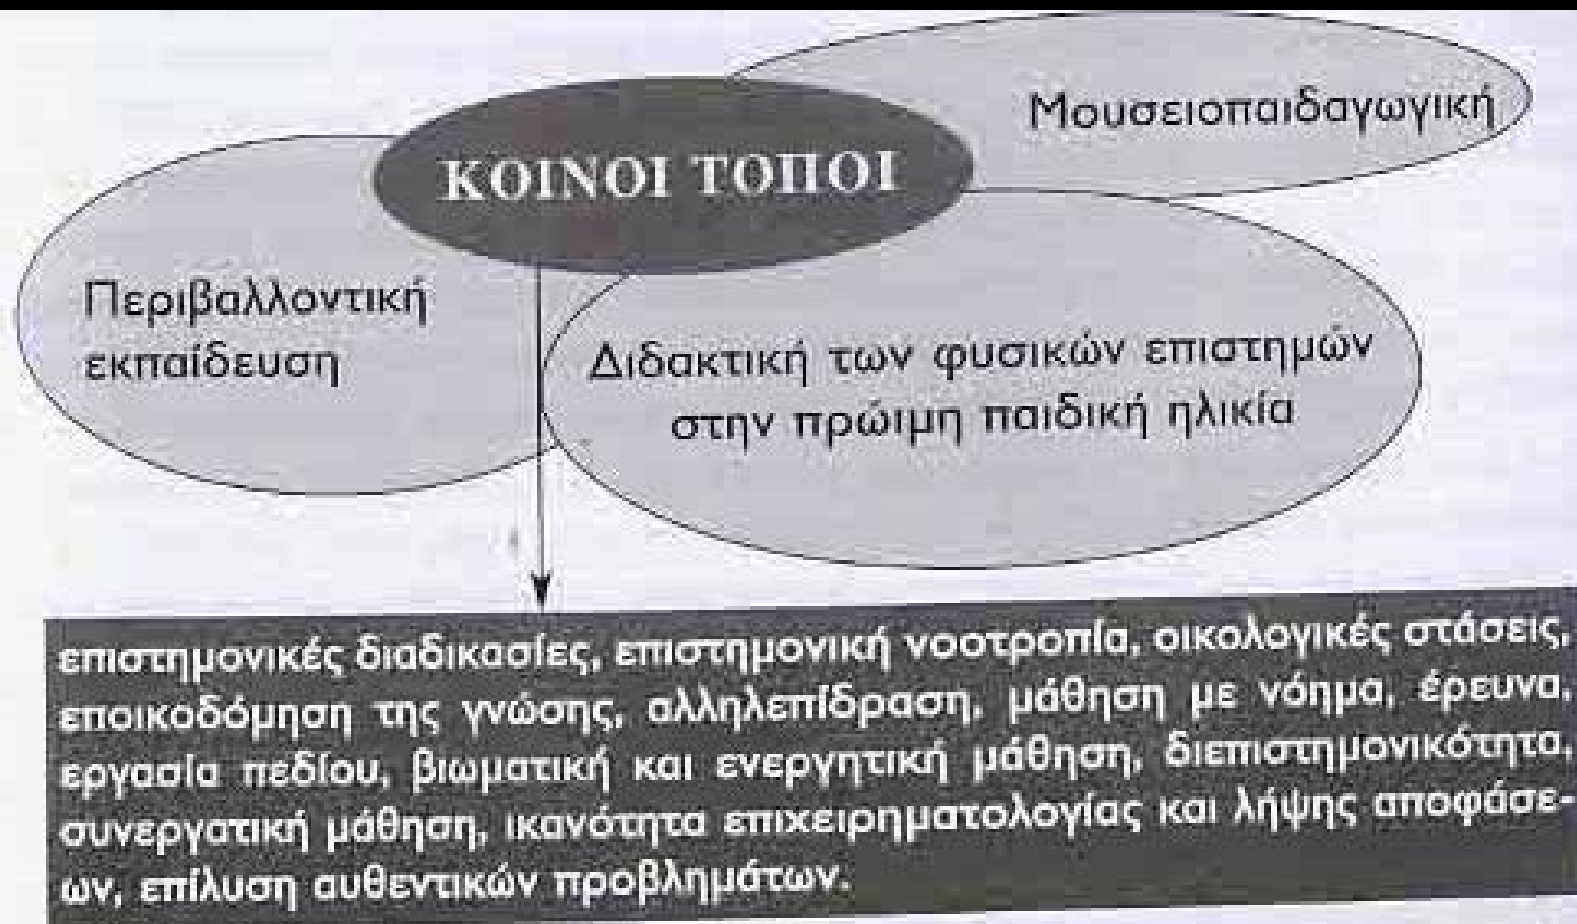 Μουσειοπαιδαγωγική
ΚΟΙΝΟΙ ΤΟΠΟΙ
Περιβαλλοντική
εκπαίδευση
Διδακτική των φυσικών επιστημών
στην πρώιμη παιδική ηλικία
επιστημονικές διαδικασίες, επιστημονική νοοτροπία, οικολογικές στάσεις,
εποικοδόμηση της γνώσης, αλληλεπίδραση, μάθηση με νόημα, έρευνα,
εργασία πεδίου, βιωματική και ενεργητική μάθηση, διεπιστημονικότητα,
συνεργατική μάθηση, ικανότητα επιχειρηματολογίας και λήψης αποφάσε-
ων, επίλυση αυθεντικών προβλημάτων.